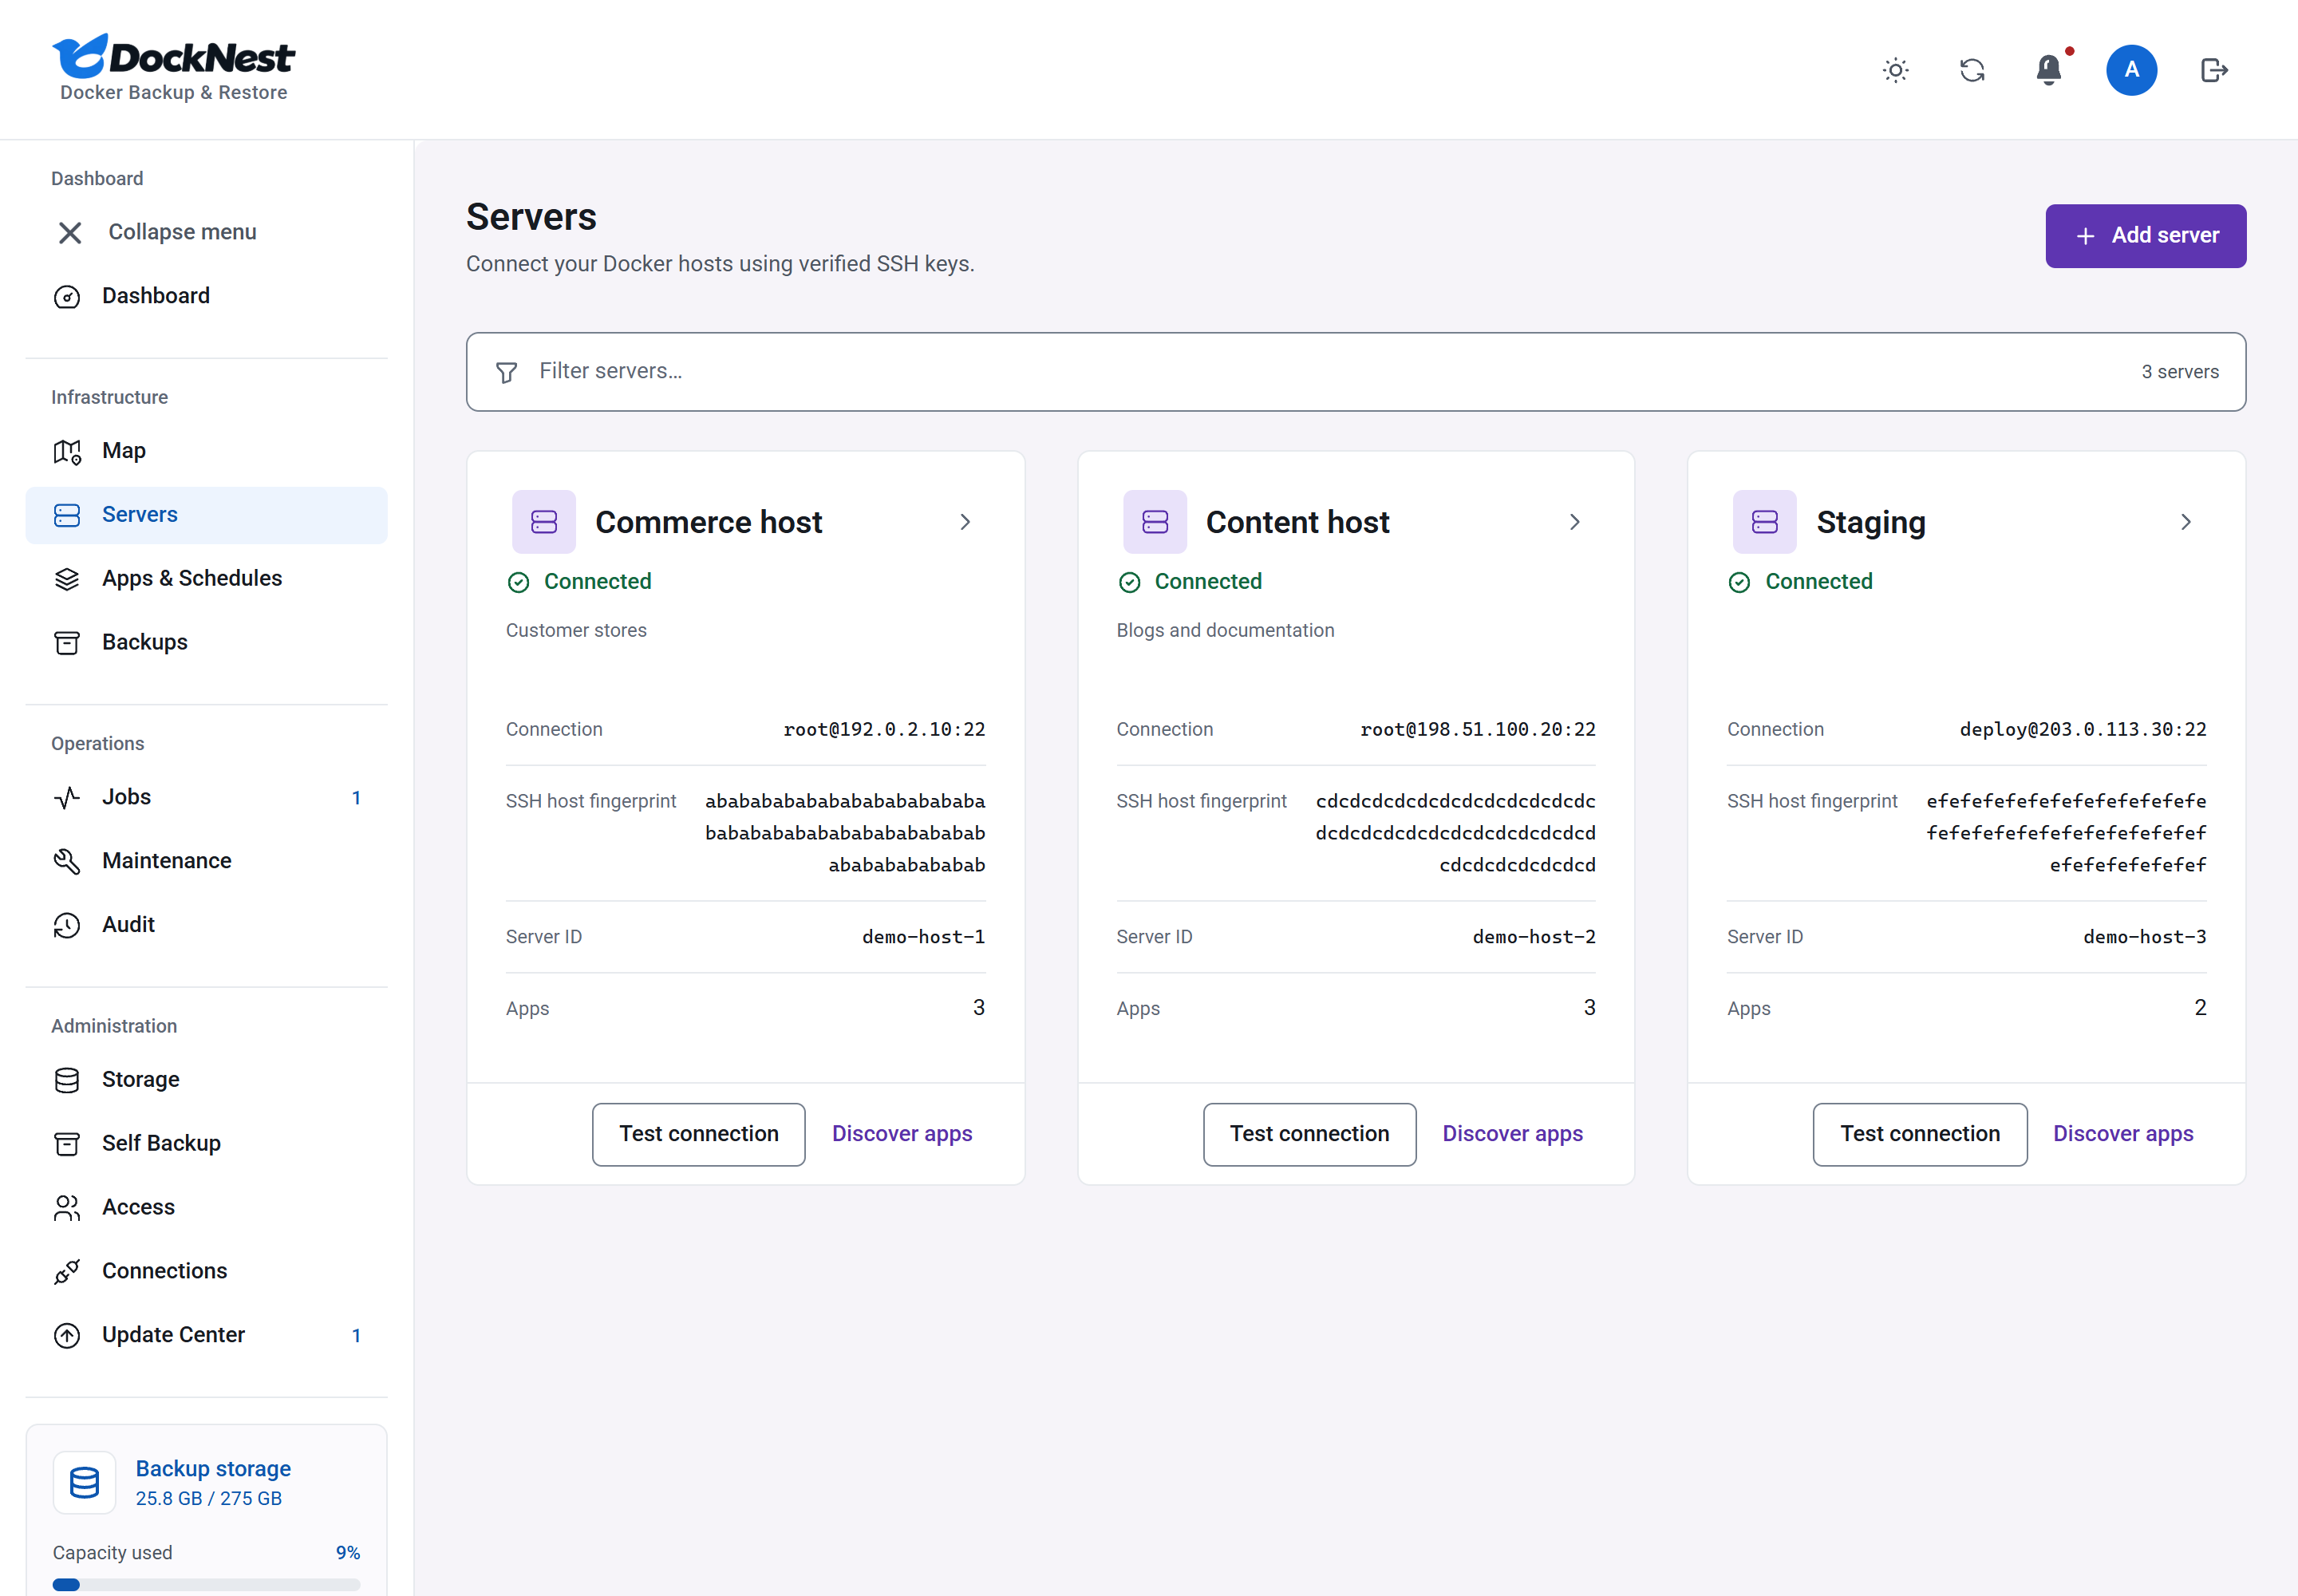 DockNest
Docker Backup & Restore
A
Dashboard
Collapse menu
Dashboard
Infrastructure
Map
Servers
Apps & Schedules
Backups
Operations
Jobs 1
Maintenance
Audit
Administration
Storage
Self Backup
Access
Connections
Update Center 1
Backup storage
25.8 GB / 275 GB
Capacity used 9%
Servers
Connect your Docker hosts using verified SSH keys.
Add server
Filter servers... 3 servers
Commerce host
Connected
Customer stores
Connection root@192.0.2.10:22
SSH host fingerprint abababababababababababababa
babababababababababababab
ababababababab
Server ID demo-host-1
Apps 3
Test connection Discover apps
Content host
Connected
Blogs and documentation
Connection root@198.51.100.20:22
SSH host fingerprint cdcdcdcdcdcdcdcdcdcdcdcdc
dcdcdcdcdcdcdcdcdcdcdcdcd
cdcdcdcdcdcdcd
Server ID demo-host-2
Apps 3
Test connection Discover apps
Staging
Connected
Connection deploy@203.0.113.30:22
SSH host fingerprint efefefefefefefefefefefefe
fefefefefefefefefefefefef
efefefefefefef
Server ID demo-host-3
Apps 2
Test connection Discover apps